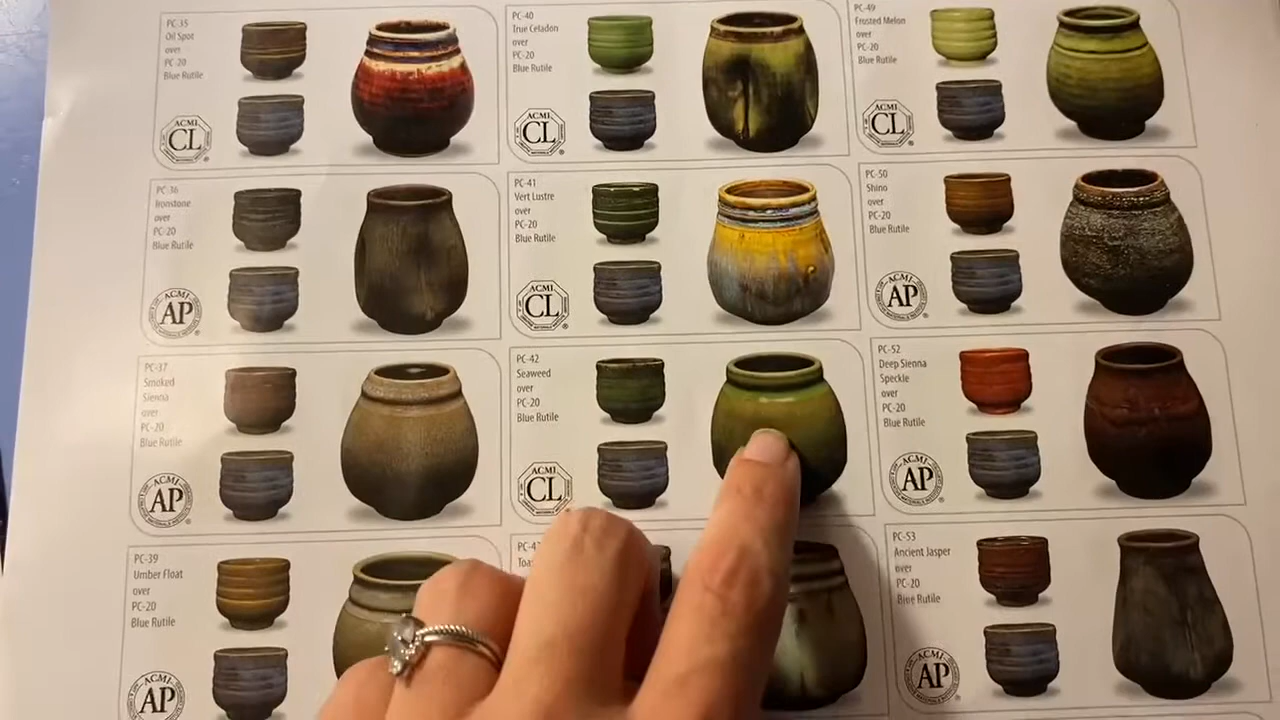 PC-35
Oil Spot
over
PC-20
Blue Rutile
ACMI
CL
PC-40
True Celadon
over
PC-20
Blue Rutile
ACMI
CL
PC-49
Frosted Melon
over
PC-20
Blue Rutile
ACMI
CL
PC-36
Ironstone
over
PC-20
Blue Rutile
ACMI
AP
PC-41
Vert Lustre
over
PC-20
Blue Rutile
ACMI
CL
PC-50
Shino
over
PC-20
Blue Rutile
ACMI
AP
PC-37
Smoked
Sienna
over
PC-20
Blue Rutile
ACMI
AP
PC-42
Seaweed
over
PC-20
Blue Rutile
ACMI
CL
PC-52
Deep Sienna
Speckle
over
PC-20
Blue Rutile
ACMI
AP
PC-39
Umber Float
over
PC-20
Blue Rutile
ACMI
AP
PC-53
Ancient Jasper
over
PC-20
Blue Rutile
ACMI
AP